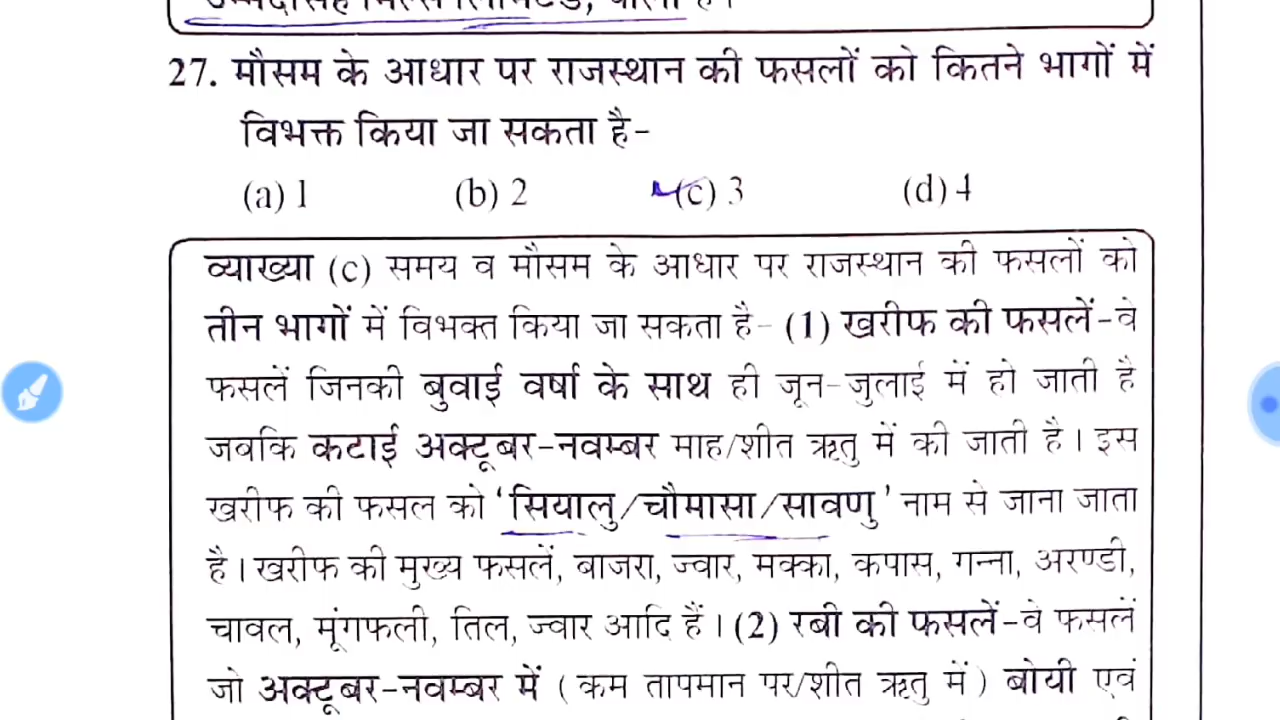 उम्मेदसिंह मिल्स लिमिटेड, पाली है।
27. मौसम के आधार पर राजस्थान की फसलों को कितने भागों में
विभक्त किया जा सकता है-
(a) 1 (b) 2 (c) 3 (d) 4
व्याख्या (c) समय व मौसम के आधार पर राजस्थान की फसलों को
तीन भागों में विभक्त किया जा सकता है- (1) खरीफ की फसलें-वे
फसलें जिनकी बुवाई वर्षा के साथ ही जून-जुलाई में हो जाती है
जबकि कटाई अक्टूबर-नवम्बर माह/शीत ऋतु में की जाती है। इस
खरीफ की फसल को 'सियालु/चौमासा/सावणु' नाम से जाना जाता
है। खरीफ की मुख्य फसलें, बाजरा, ज्वार, मक्का, कपास, गन्ना, अरण्डी,
चावल, मूंगफली, तिल, ज्वार आदि हैं। (2) रबी की फसलें-वे फसलें
जो अक्टूबर-नवम्बर में (कम तापमान पर/शीत ऋतु में) बोयी एवं